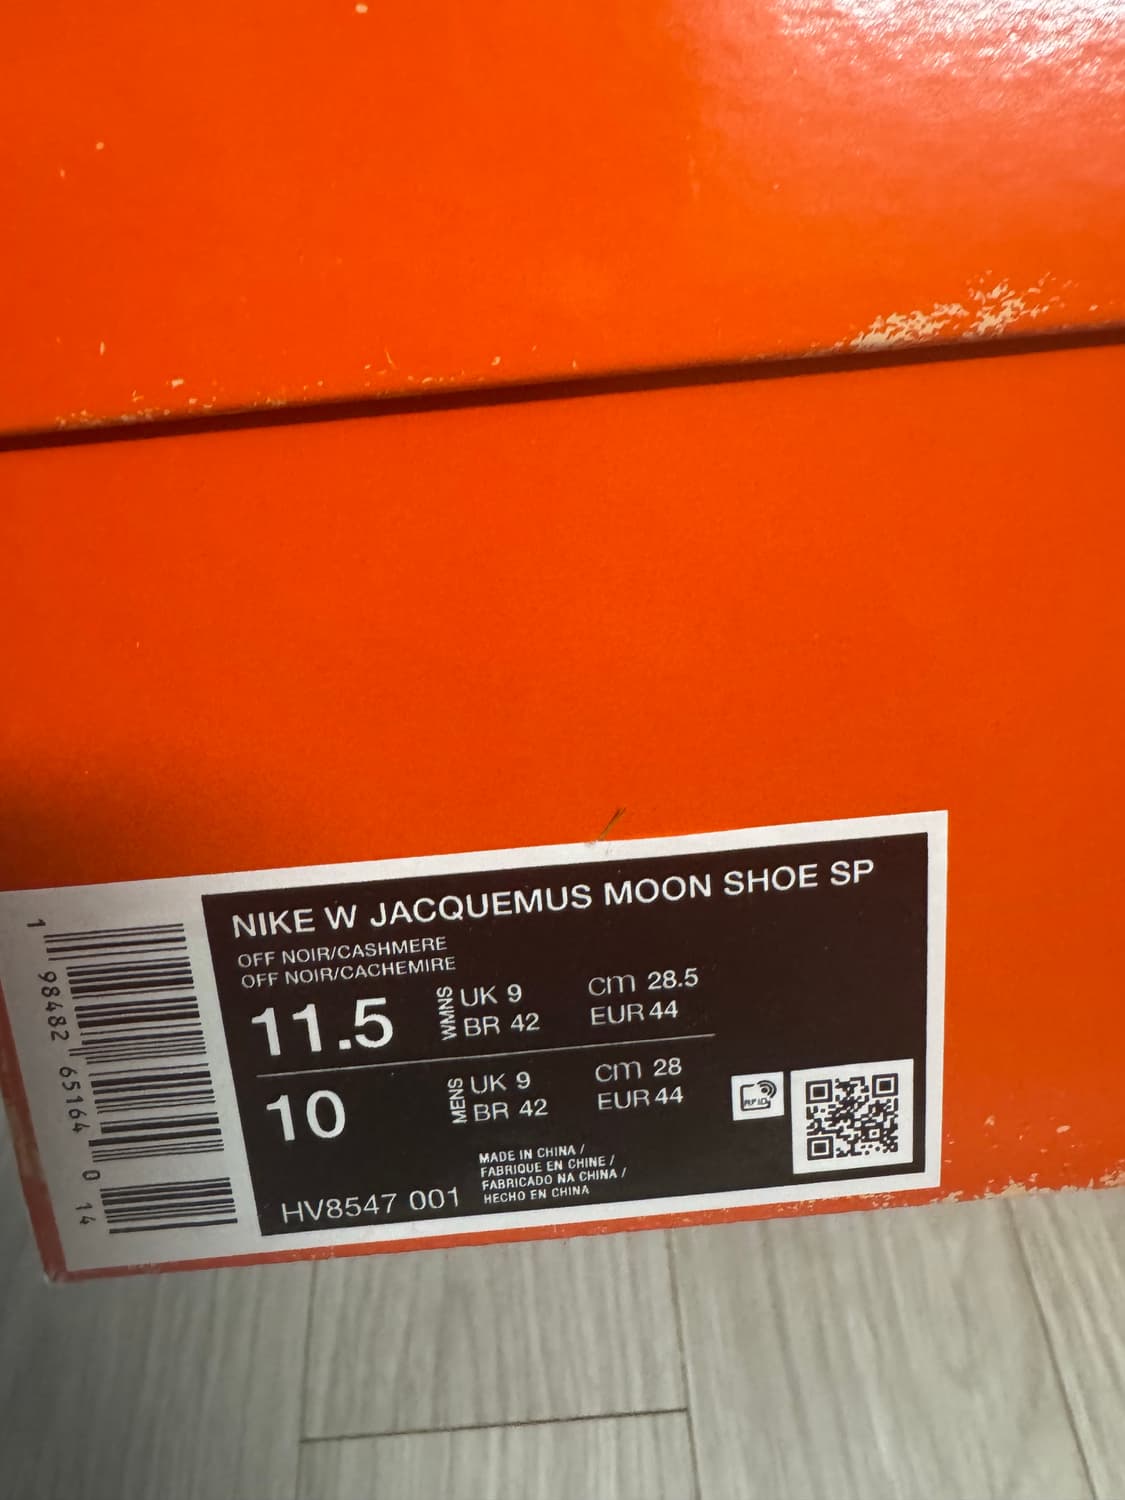 NIKE W JACQUEMUS MOON SHOE SP
OFF NOIR/CASHMERE
OFF NOIR/CACHEMIRE
11.5 WMNS UK 9 cm 28.5
BR 42 EUR 44
10 MENS UK 9 cm 28
BR 42 EUR 44
RFID
MADE IN CHINA /
FABRIQUE EN CHINE /
FABRICADO NA CHINA /
HECHO EN CHINA
HV8547 001
1 98482 65164 0 14